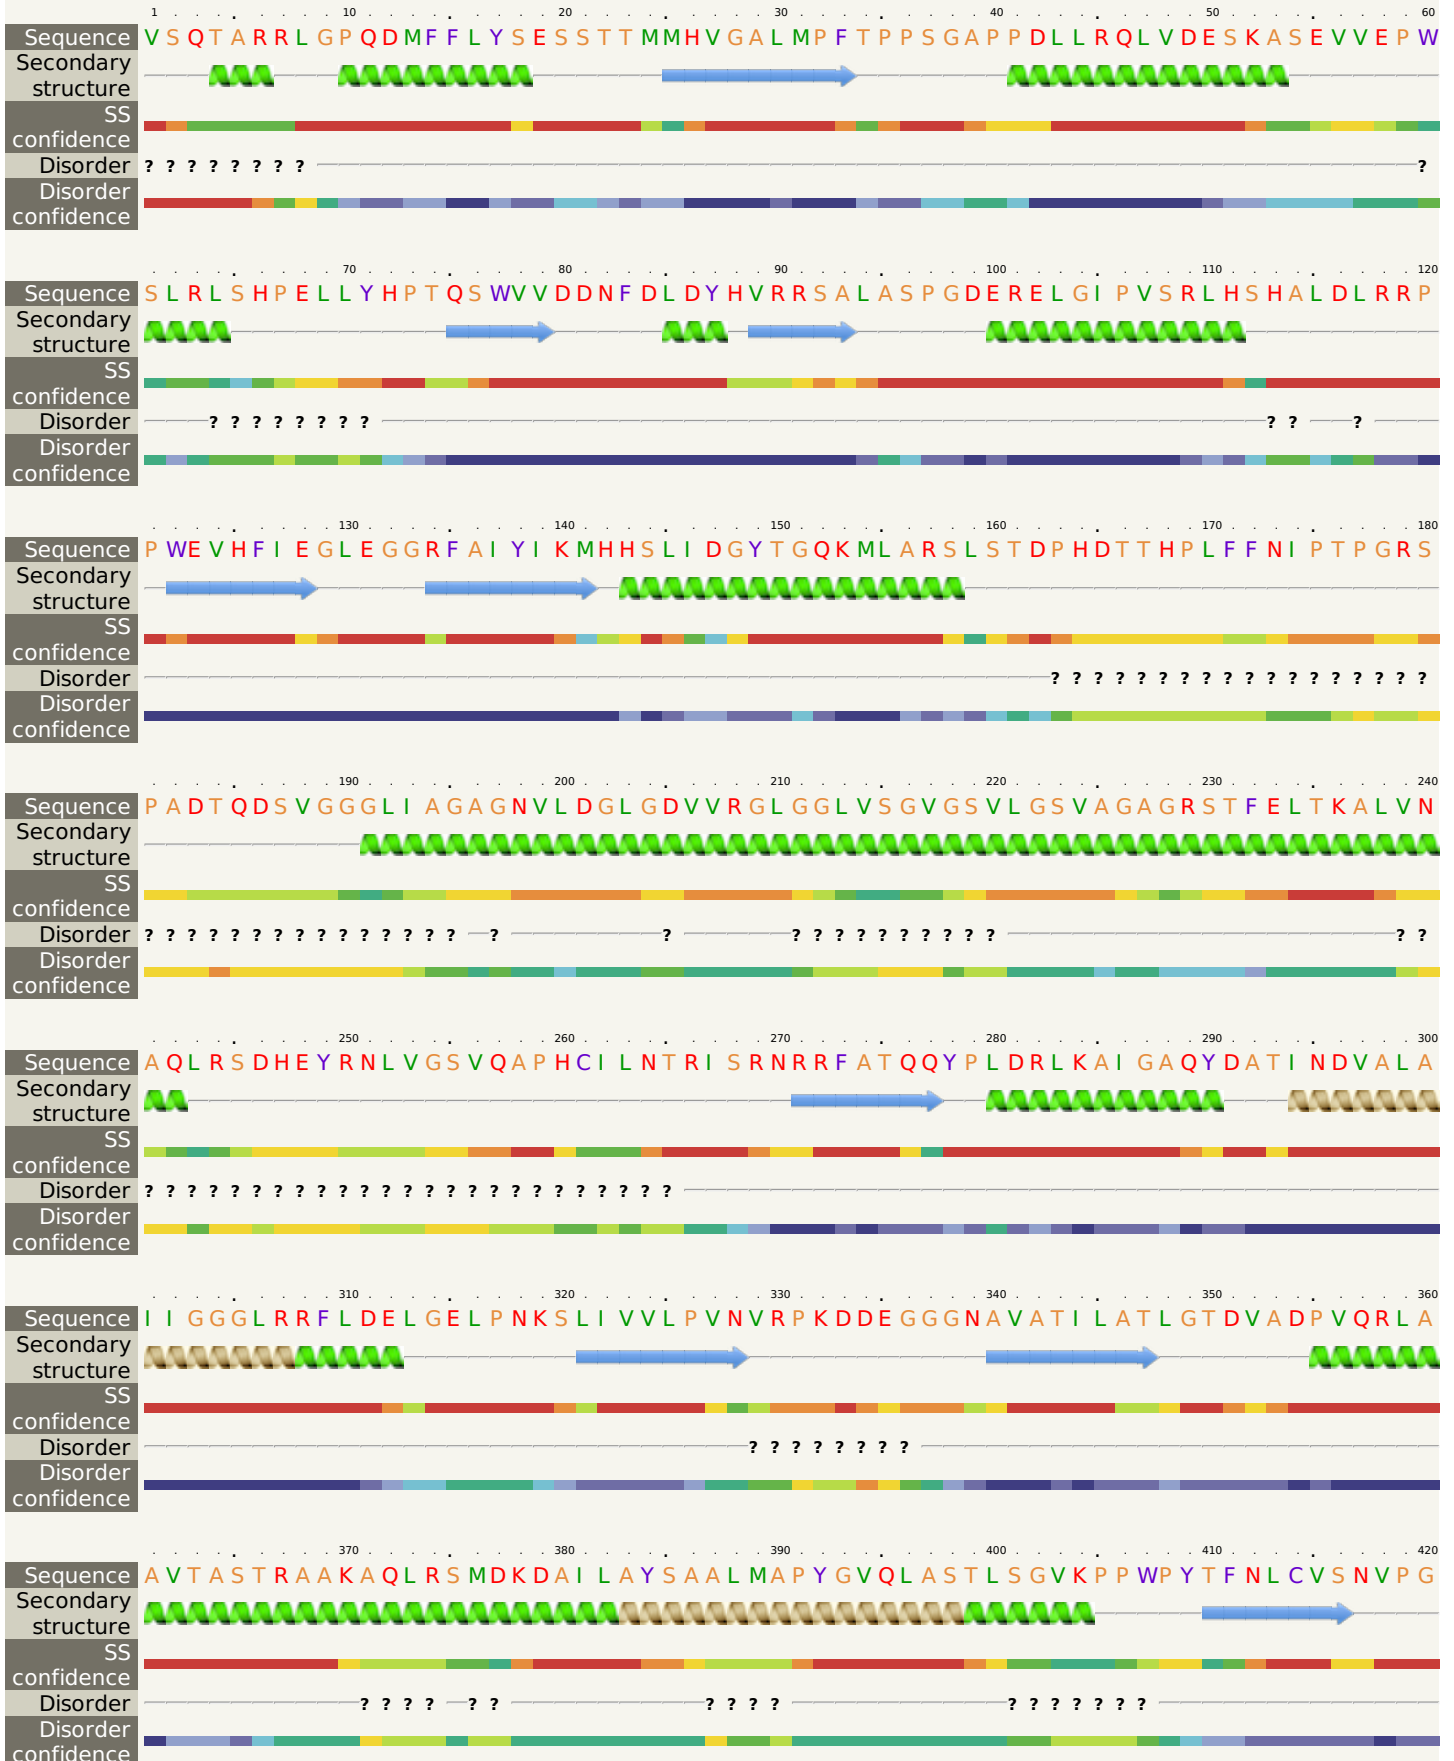 1 10 20 30 40 50 60
Sequence V S Q T A R R L G P Q D M F F L Y S E S S T T M M H V G A L M P F T P P S G A P P D L L R Q L V D E S K A S E V V E P W
Secondary
structure
SS
confidence
Disorder ? ? ? ? ? ? ? ? ?
Disorder
confidence
70 80 90 100 110 120
Sequence S L R L S H P E L L Y H P T Q S W V V D D N F D L D Y H V R R S A L A S P G D E R E L G I P V S R L H S H A L D L R R P
Secondary
structure
SS
confidence
Disorder ? ? ? ? ? ? ? ? ? ? ?
Disorder
confidence
130 140 150 160 170 180
Sequence P W E V H F I E G L E G G R F A I Y I K M H H S L I D G Y T G Q K M L A R S L S T D P H D T T H P L F F N I P T P G R S
Secondary
structure
SS
confidence
Disorder ? ? ? ? ? ? ? ? ? ? ? ? ? ? ? ? ? ?
Disorder
confidence
190 200 210 220 230 240
Sequence P A D T Q D S V G G G L I A G A G N V L D G L G D V V R G L G G L V S G V G S V L G S V A G A G R S T F E L T K A L V N
Secondary
structure
SS
confidence
Disorder ? ? ? ? ? ? ? ? ? ? ? ? ? ? ? ? ? ? ? ? ? ? ? ? ? ? ? ?
Disorder
confidence
250 260 270 280 290 300
Sequence A Q L R S D H E Y R N L V G S V Q A P H C I L N T R I S R N R R F A T Q Q Y P L D R L K A I G A Q Y D A T I N D V A L A
Secondary
structure
SS
confidence
Disorder ? ? ? ? ? ? ? ? ? ? ? ? ? ? ? ? ? ? ? ? ? ? ? ? ?
Disorder
confidence
310 320 330 340 350 360
Sequence I I G G G L R R F L D E L G E L P N K S L I V V L P V N V R P K D D E G G G N A V A T I L A T L G T D V A D P V Q R L A
Secondary
structure
SS
confidence
Disorder ? ? ? ? ? ? ? ?
Disorder
confidence
370 380 390 400 410 420
Sequence A V T A S T R A A K A Q L R S M D K D A I L A Y S A A L M A P Y G V Q L A S T L S G V K P P W P Y T F N L C V S N V P G
Secondary
structure
SS
confidence
Disorder ? ? ? ? ? ? ? ? ? ? ? ? ? ? ? ? ?
Disorder
confidence